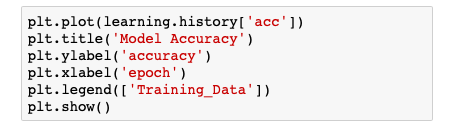 plt.plot(learning.history['acc'])
plt.title('Model Accuracy')
plt.ylabel('accuracy')
plt.xlabel('epoch')
plt.legend(['Training_Data'])
plt.show()